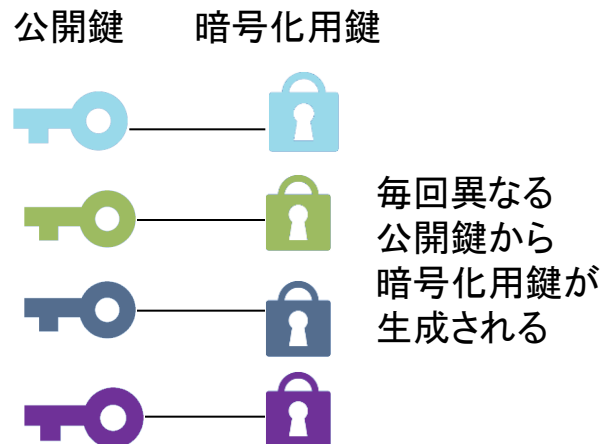 公開鍵 暗号化用鍵
毎回異なる
公開鍵から
暗号化用鍵が
生成される